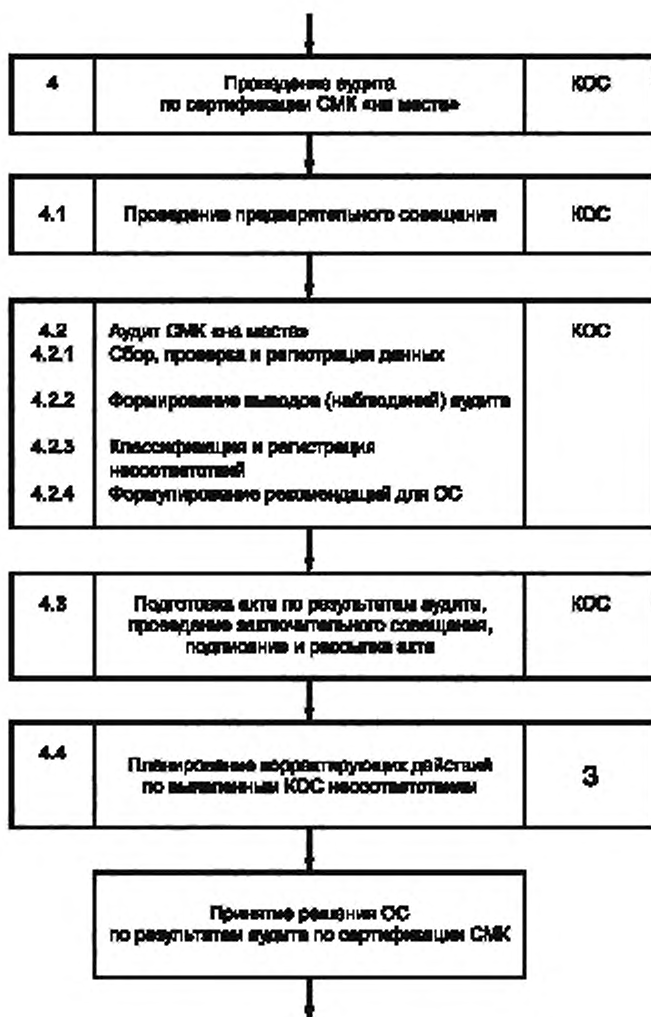 4 Проведение аудита КОС
по сертификации СМК «на месте»
4.1 Проведение предварительного совещания КОС
4.2 Аудит СМК «на месте» КОС
4.2.1 Сбор, проверка и регистрация данных
4.2.2 Формирование выводов (наблюдений) аудита
4.2.3 Классификация и регистрация
несоответствий
4.2.4 Формулирование рекомендаций для ОС
4.3 Подготовка акта по результатам аудита, КОС
проведение заключительного совещания,
подписание и рассылка акта
4.4 Планирование корректирующих действий З
по выявленным КОС несоответствиям
Принятие решения ОС
по результатам аудита по сертификации СМК